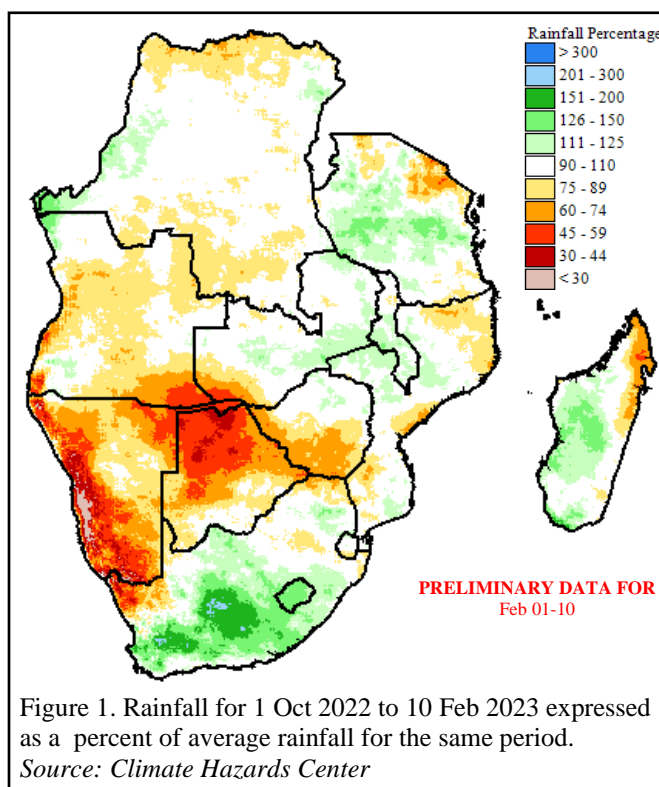 Rainfall Percentage
> 300
201 - 300
151 - 200
126 - 150
111 - 125
90 - 110
75 - 89
60 - 74
45 - 59
30 - 44
< 30
PRELIMINARY DATA FOR
Feb 01-10
Figure 1. Rainfall for 1 Oct 2022 to 10 Feb 2023 expressed
as a percent of average rainfall for the same period.
Source: Climate Hazards Center